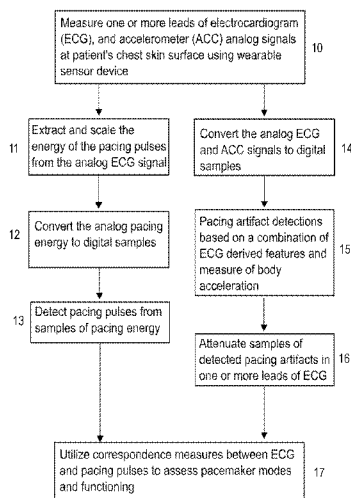 Measure one or more leads of electrocardiogram
(ECG), and accelerometer (ACC) analog signals
at patient's chest skin surface using wearable
sensor device
10
Extract and scale the
energy of the pacing pulses
from the analog ECG signal
11
Convert the analog ECG
and ACC signals to digital
samples
14
Convert the analog pacing
energy to digital samples
12
Pacing artifact detections
based on a combination of
ECG derived features and
measure of body
acceleration
15
Detect pacing pulses from
samples of pacing energy
13
Attenuate samples of
detected pacing artifacts in
one or more leads of ECG
16
Utilize correspondence measures between ECG
and pacing pulses to assess pacemaker modes
and functioning
17